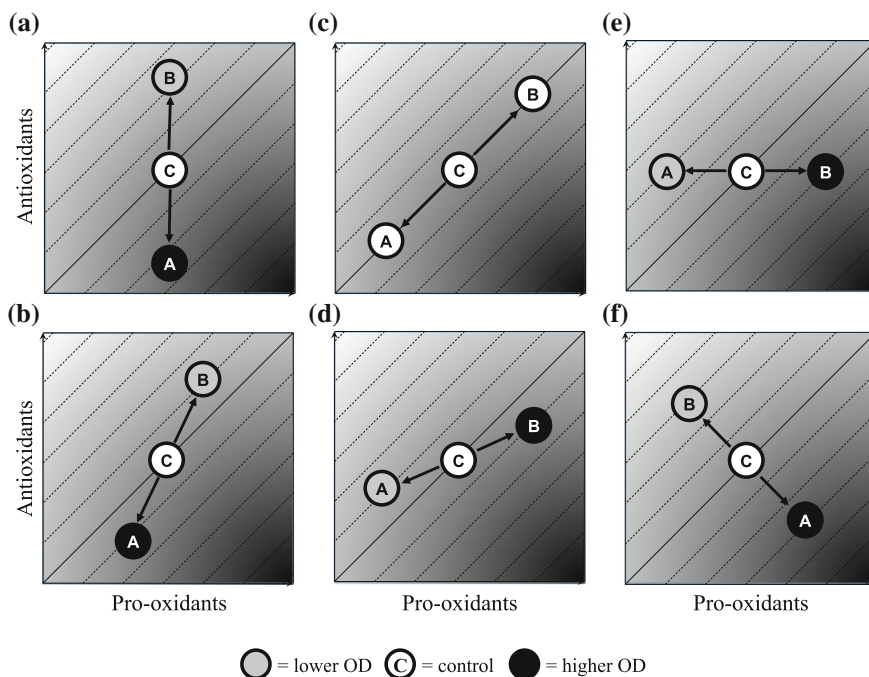 (a)
B
C
A
Antioxidants
(c)
B
C
A
(e)
A
C
B
(b)
B
C
A
Antioxidants
Pro-oxidants
(d)
B
C
A
Pro-oxidants
(f)
B
C
A
Pro-oxidants
= lower OD C = control = higher OD